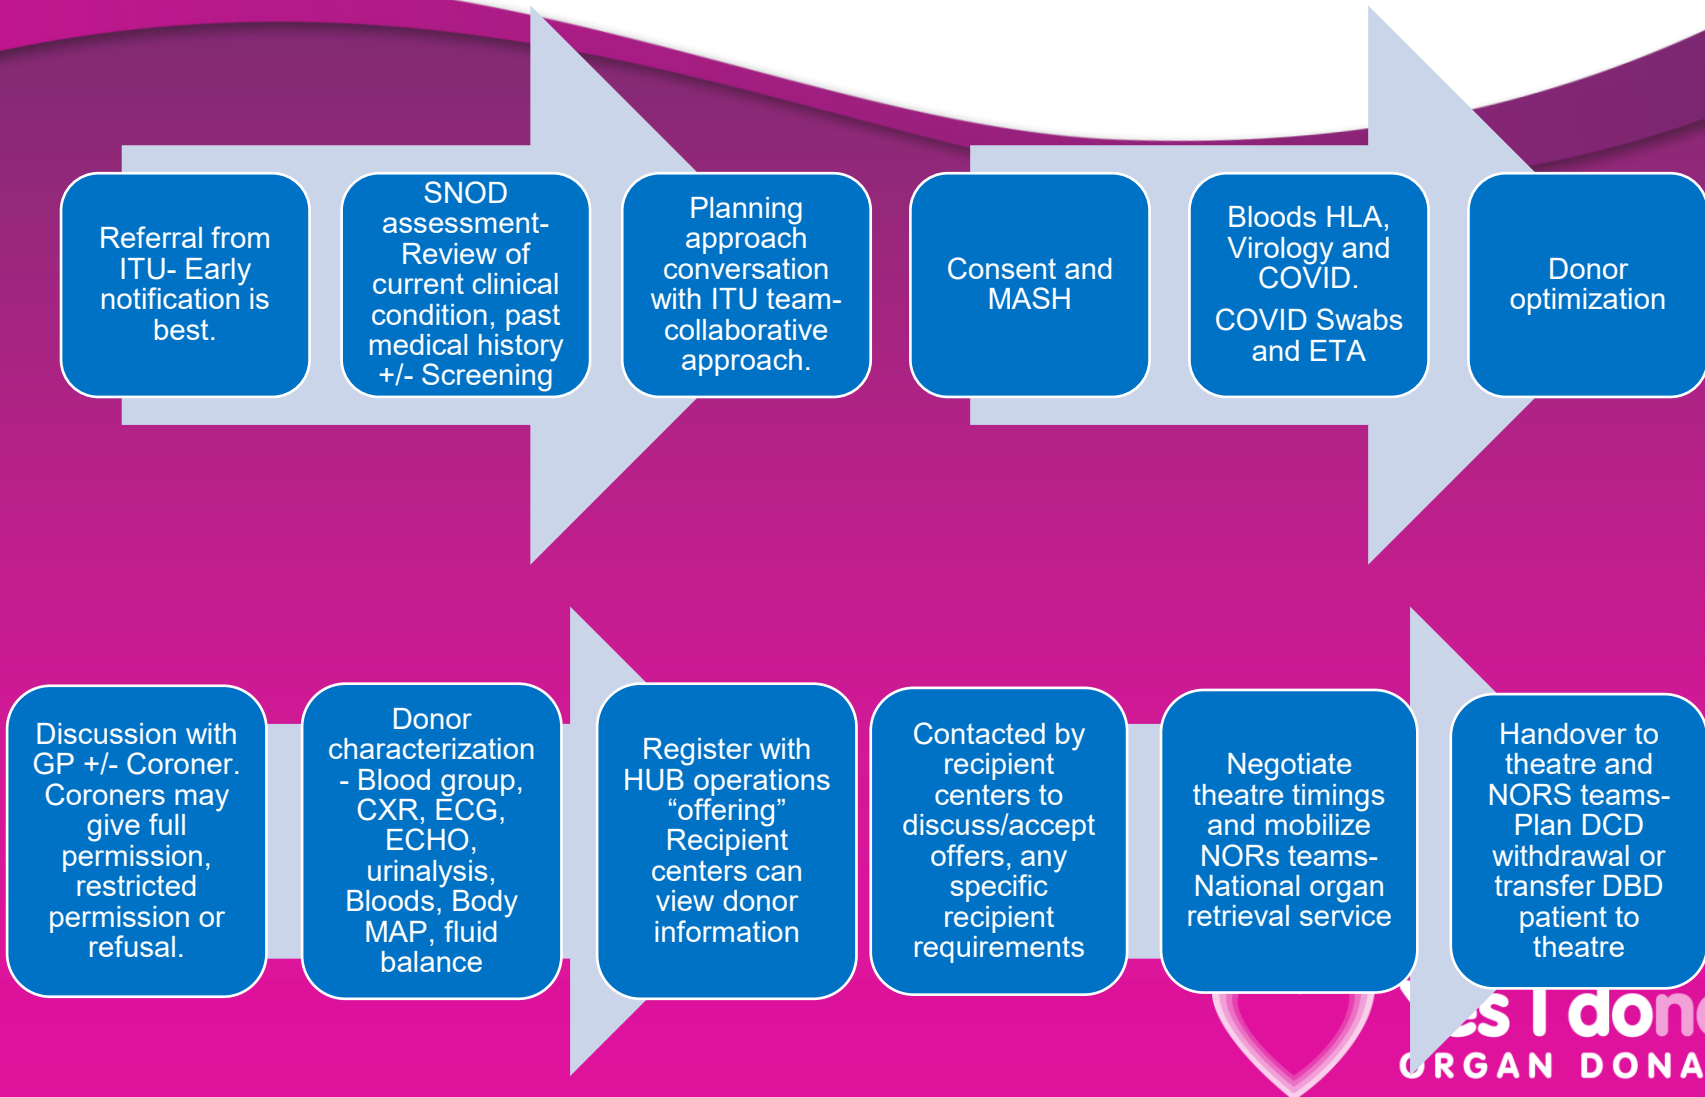 Referral from
ITU- Early
notification is
best.
SNOD
assessment-
Review of
current clinical
condition, past
medical history
+/- Screening
Planning
approach
conversation
with ITU team-
collaborative
approach.
Consent and
MASH
Bloods HLA,
Virology and
COVID.
COVID Swabs
and ETA
Donor
optimization
Discussion with
GP +/- Coroner.
Coroners may
give full
permission,
restricted
permission or
refusal.
Donor
characterization
- Blood group,
CXR, ECG,
ECHO,
urinalysis,
Bloods, Body
MAP, fluid
balance
Register with
HUB operations
“offering”
Recipient
centers can
view donor
information
Contacted by
recipient
centers to
discuss/accept
offers, any
specific
recipient
requirements
Negotiate
theatre timings
and mobilize
NORs teams-
National organ
retrieval service
Handover to
theatre and
NORS teams-
Plan DCD
withdrawal or
transfer DBD
patient to
theatre
I
ORGAN